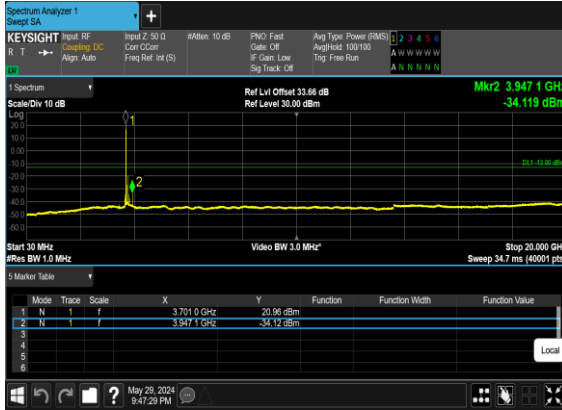 Spectrum Analyzer 1
Swept SA
+
KEYSIGHT
R T
Input: RF
Coupling: DC
Align: Auto
Input Z: 50 Ω
Corr CCorr
Freq Ref: Int (S)
#Atten: 10 dB
PNO: Fast
Gate: Off
IF Gain: Low
Sig Track: Off
Avg Type: Power (RMS)
Avg|Hold: 100/100
Trig: Free Run
1 2 3 4 5 6
A W W W W W
A N N N N N
1 Spectrum
Scale/Div 10 dB
Ref Lvl Offset 33.66 dB
Ref Level 30.00 dBm
Mkr2 3.947 1 GHz
-34.119 dBm
Log
20.0
10.0
0.00
-10.0
-20.0
-30.0
-40.0
-50.0
-60.0
1
2
DL1 -13.00 dBm
Start 30 MHz
#Res BW 1.0 MHz
Video BW 3.0 MHz*
Stop 20.000 GHz
Sweep 34.7 ms (40001 pts)
5 Marker Table
Mode Trace Scale X Y Function Function Width Function Value
1 N 1 f 3.701 0 GHz 20.96 dBm
2 N 1 f 3.947 1 GHz -34.12 dBm
3
4
5
6
Local
?
May 29, 2024
9:47:29 PM